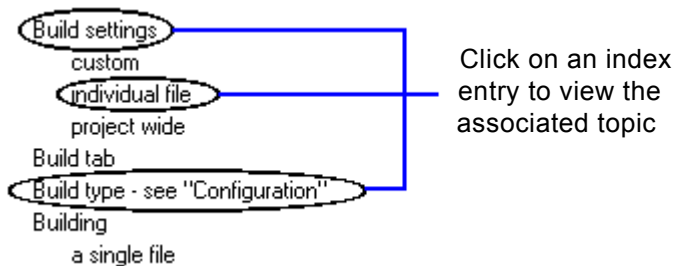 Build settings
custom
individual file
project wide
Build tab
Build type - see "Configuration"
Building
a single file
Click on an index
entry to view the
associated topic